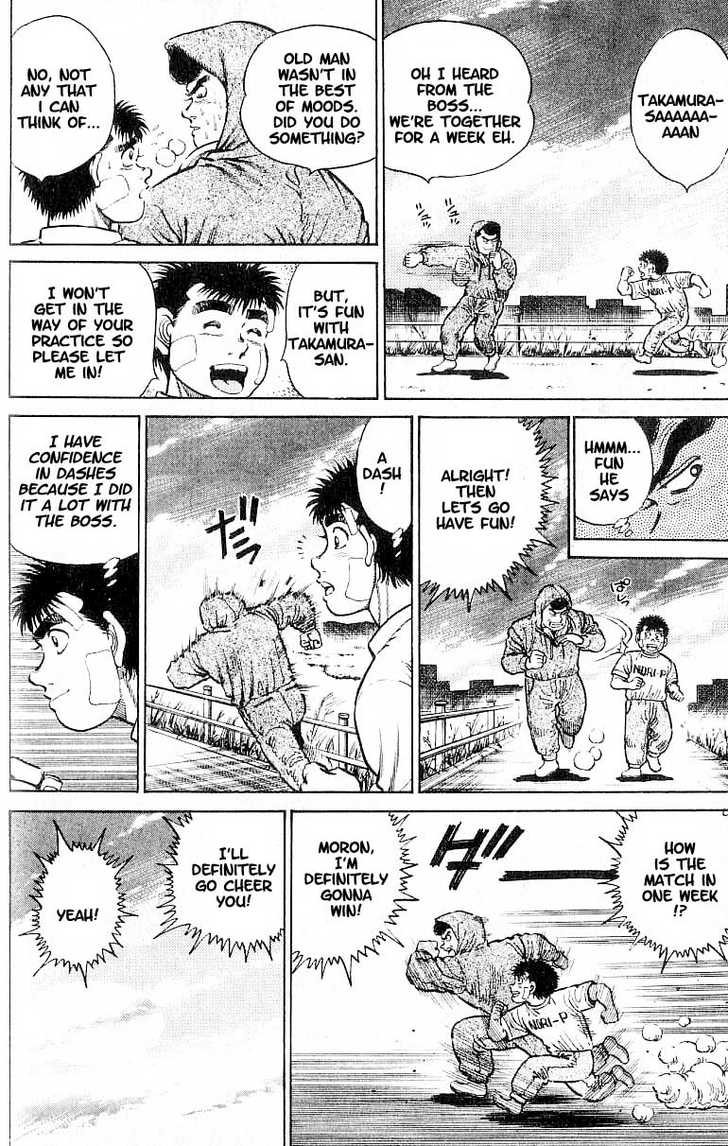 TAKAMURA-
SAAAAAA-
AAAN
OH I HEARD
FROM THE
BOSS...
WE'RE TOGETHER
FOR A WEEK EH.
OLD MAN
WASN'T IN
THE BEST
OF MOODS.
DID YOU DO
SOMETHING?
NO, NOT
ANY THAT
I CAN
THINK OF...
BUT,
IT'S FUN
WITH
TAKAMURA-
SAN.
I WON'T
GET IN THE
WAY OF YOUR
PRACTICE SO
PLEASE LET
ME IN!
HMMM...
FUN
HE
SAYS
ALRIGHT!
THEN
LET'S GO
HAVE FUN!
NORI-P
A
DASH
!
I HAVE
CONFIDENCE
IN DASHES
BECAUSE I DID
IT A LOT WITH
THE BOSS.
HOW
IS THE
MATCH IN
ONE WEEK
!?
MORON,
I'M
DEFINITELY
GONNA
WIN!
NORI-P
I'LL
DEFINITELY
GO CHEER
YOU!
YEAH!